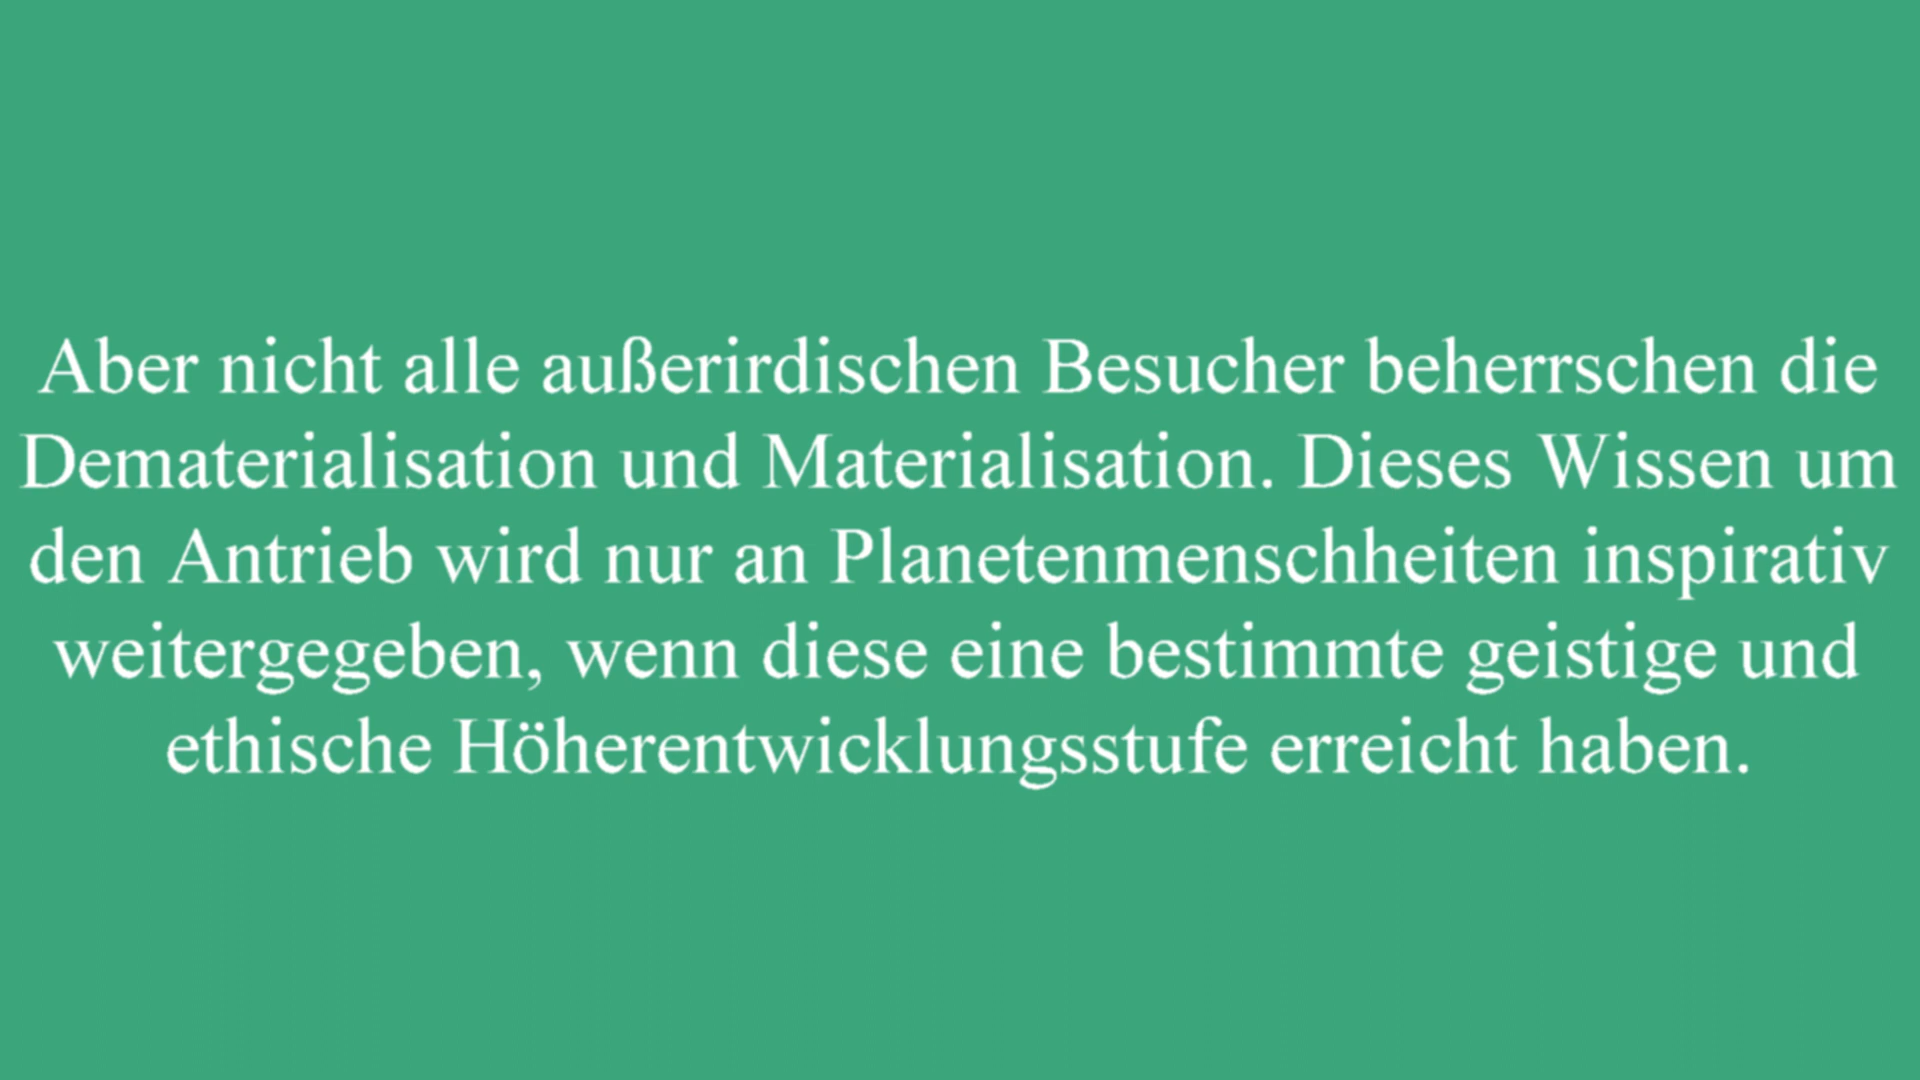 Aber nicht alle außerirdischen Besucher beherrschen die
Dematerialisation und Materialisation. Dieses Wissen um
den Antrieb wird nur an Planetenmenschheiten inspirativ
weitergegeben, wenn diese eine bestimmte geistige und
ethische Höherentwicklungsstufe erreicht haben.